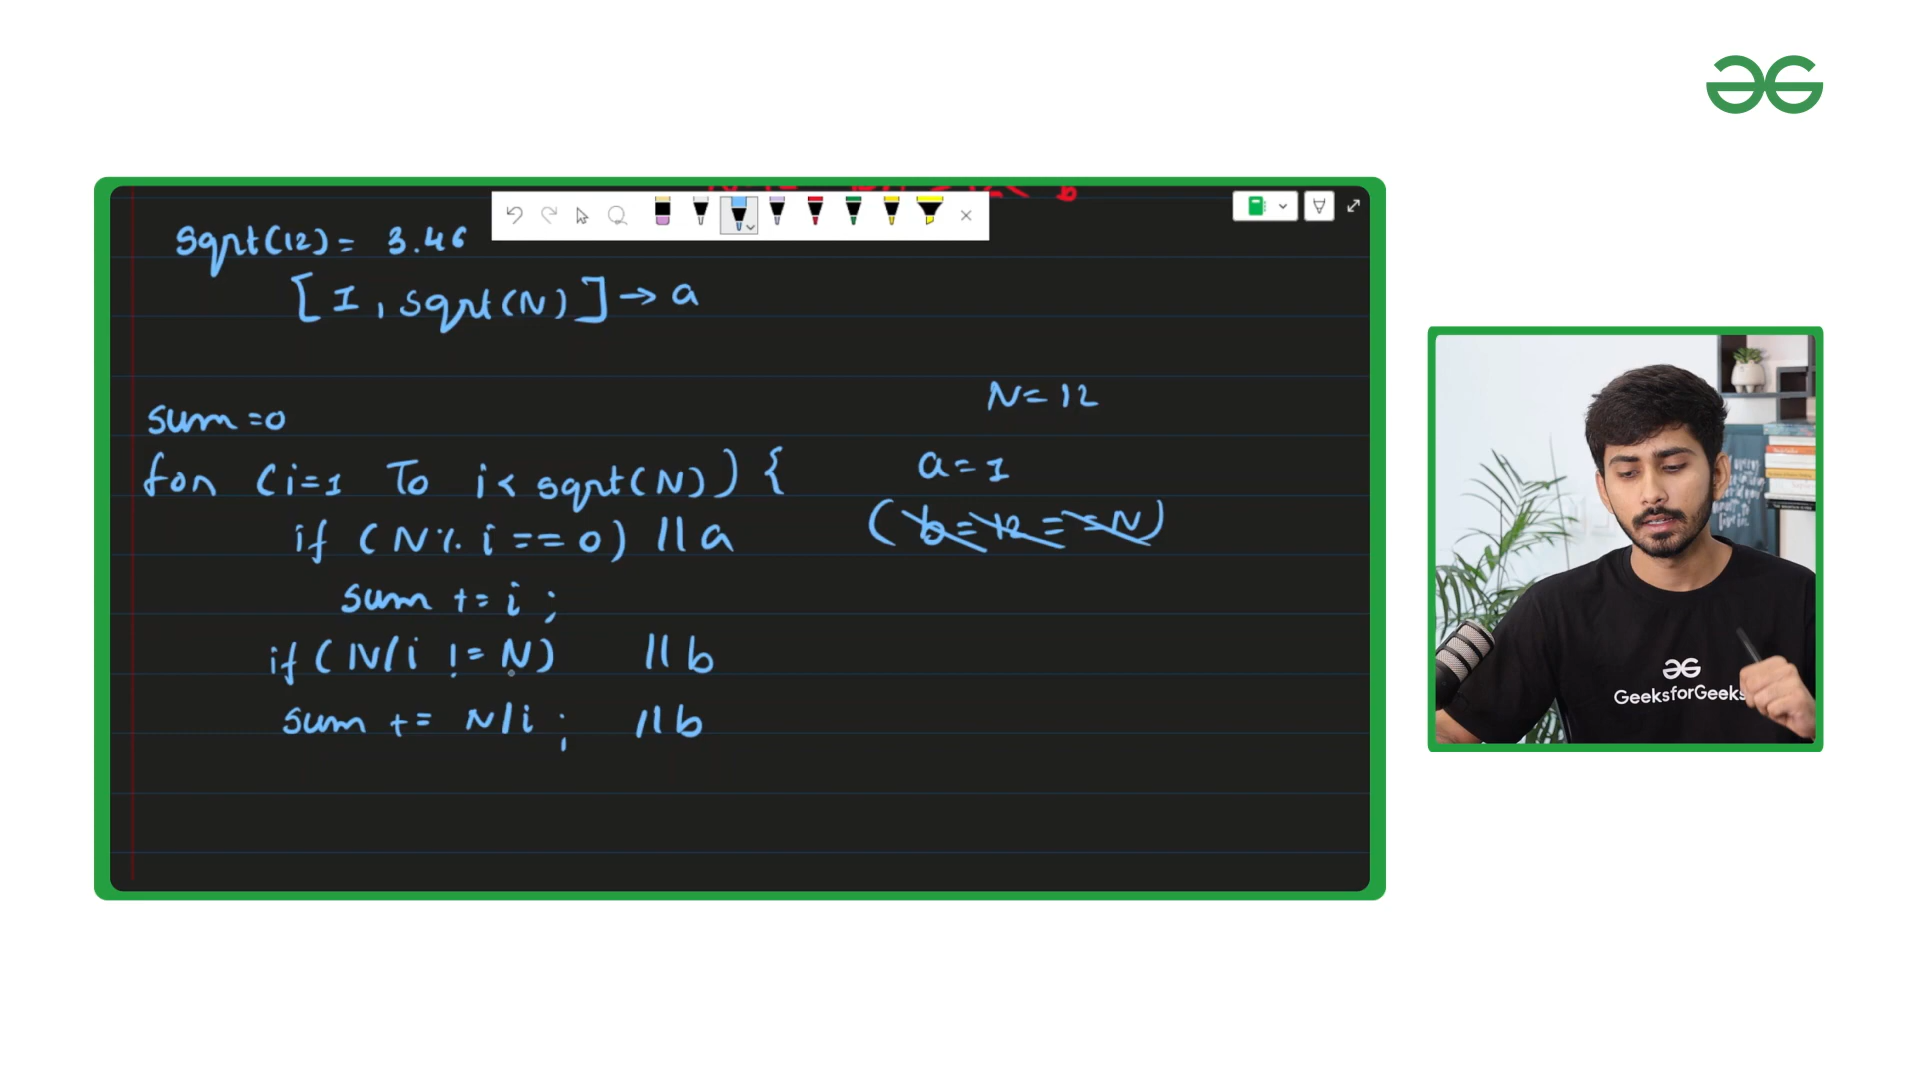 sqrt(12) = 3.46
[1, sqrt(N)] → a
N = 12
sum = 0
for (i=1 To i< sqrt(N)) {
a = 1
if (N % i == 0) // a
(b = 12 = = N)
sum += i ;
if (N/i != N) // b
sum += N/i ; // b
b
GeeksforGeeks